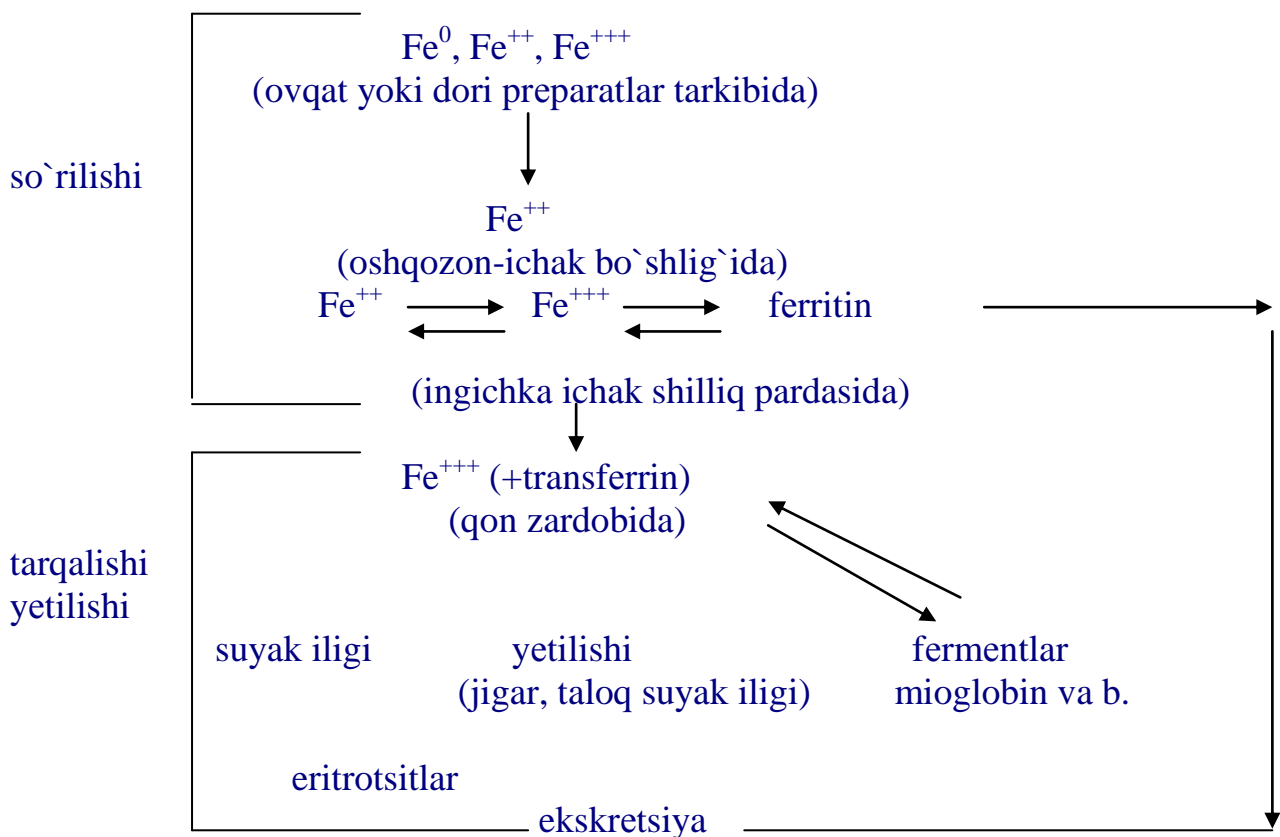 Fe⁰, Fe⁺⁺, Fe⁺⁺⁺
(ovqat yoki dori preparatlar tarkibida)
so`rilishi
Fe⁺⁺
(oshqozon-ichak bo`shlig`ida)
Fe⁺⁺ Fe⁺⁺⁺ ferritin
(ingichka ichak shilliq pardasida)
Fe⁺⁺⁺ (+transferrin)
(qon zardobida)
tarqalishi
yetilishi
suyak iligi yetilishi fermentlar
(jigar, taloq suyak iligi) mioglobin va b.
eritrotsitlar
ekskretsiya